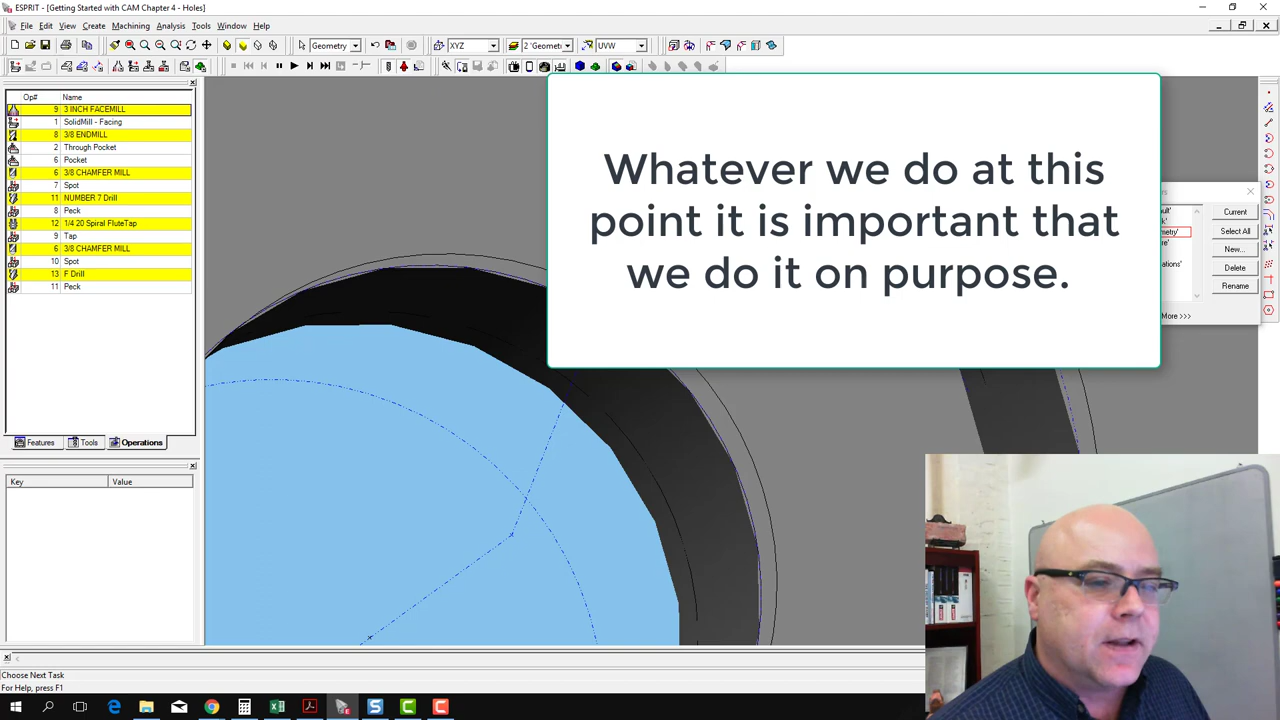 ESPRIT - [Getting Started with CAM Chapter 4 - Holes]
File Edit View Create Machining Analysis Tools Window Help
Geometry XYZ 2 'Geometr UVW
Op# Name
9 3 INCH FACEMILL
1 SolidMill - Facing
8 3/8 ENDMILL
2 Through Pocket
6 Pocket
6 3/8 CHAMFER MILL
7 Spot
11 NUMBER 7 Drill
8 Peck
12 1/4 20 Spiral FluteTap
9 Tap
6 3/8 CHAMFER MILL
10 Spot
13 F Drill
11 Peck
Features Tools Operations
Key Value
Whatever we do at this
point it is important that
we do it on purpose.
Current
Select All
New...
Delete
Rename
More >>>
Choose Next Task
For Help, press F1